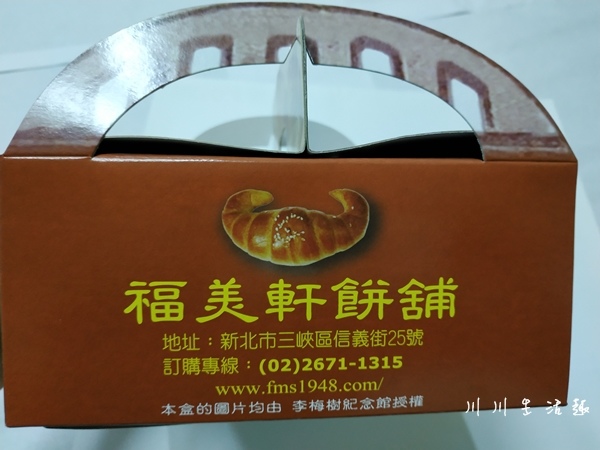 福美軒餅舖
地址：新北市三峽區信義街25號
訂購專線：(02)2671-1315
www.fms1948.com/
本盒的圖片均由 李梅樹紀念館授權
川川生活趣